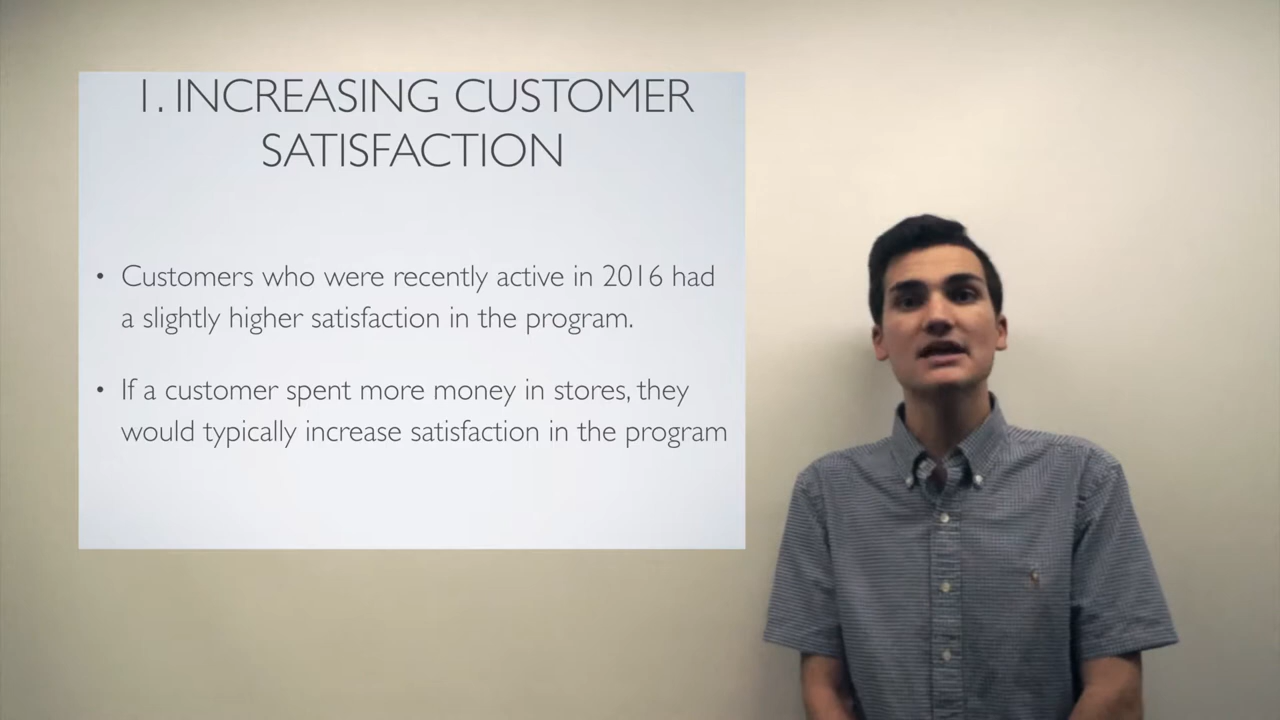 1. INCREASING CUSTOMER
SATISFACTION
• Customers who were recently active in 2016 had
a slightly higher satisfaction in the program.
• If a customer spent more money in stores, they
would typically increase satisfaction in the program